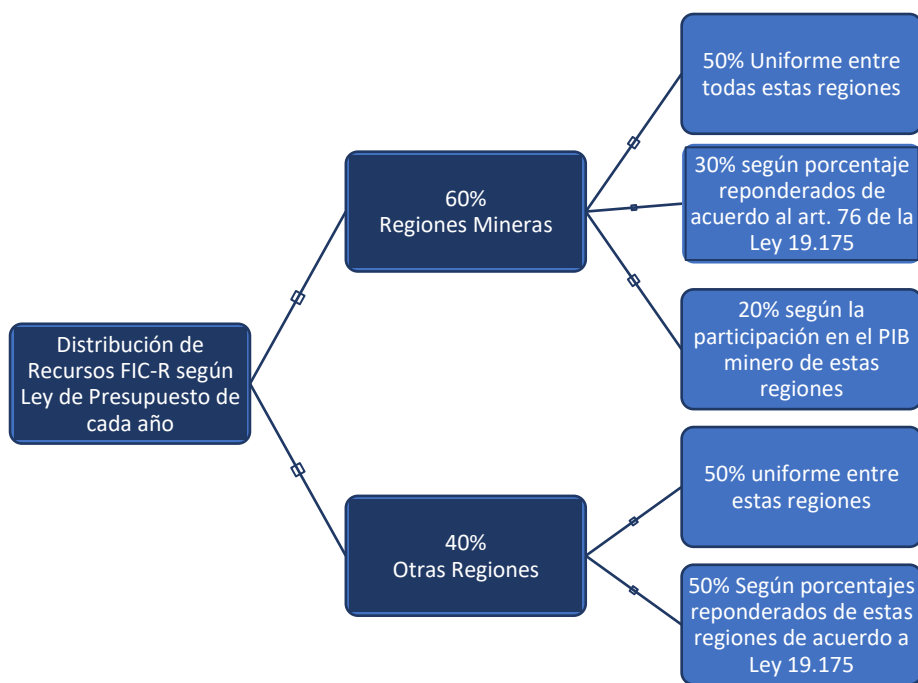 Distribución de
Recursos FIC-R según
Ley de Presupuesto de
cada año
60%
Regiones Mineras
50% Uniforme entre
todas estas regiones
30% según porcentaje
reponderados de
acuerdo al art. 76 de la
Ley 19.175
20% según la
participación en el PIB
minero de estas
regiones
40%
Otras Regiones
50% uniforme entre
estas regiones
50% Según porcentajes
reponderados de estas
regiones de acuerdo a
Ley 19.175